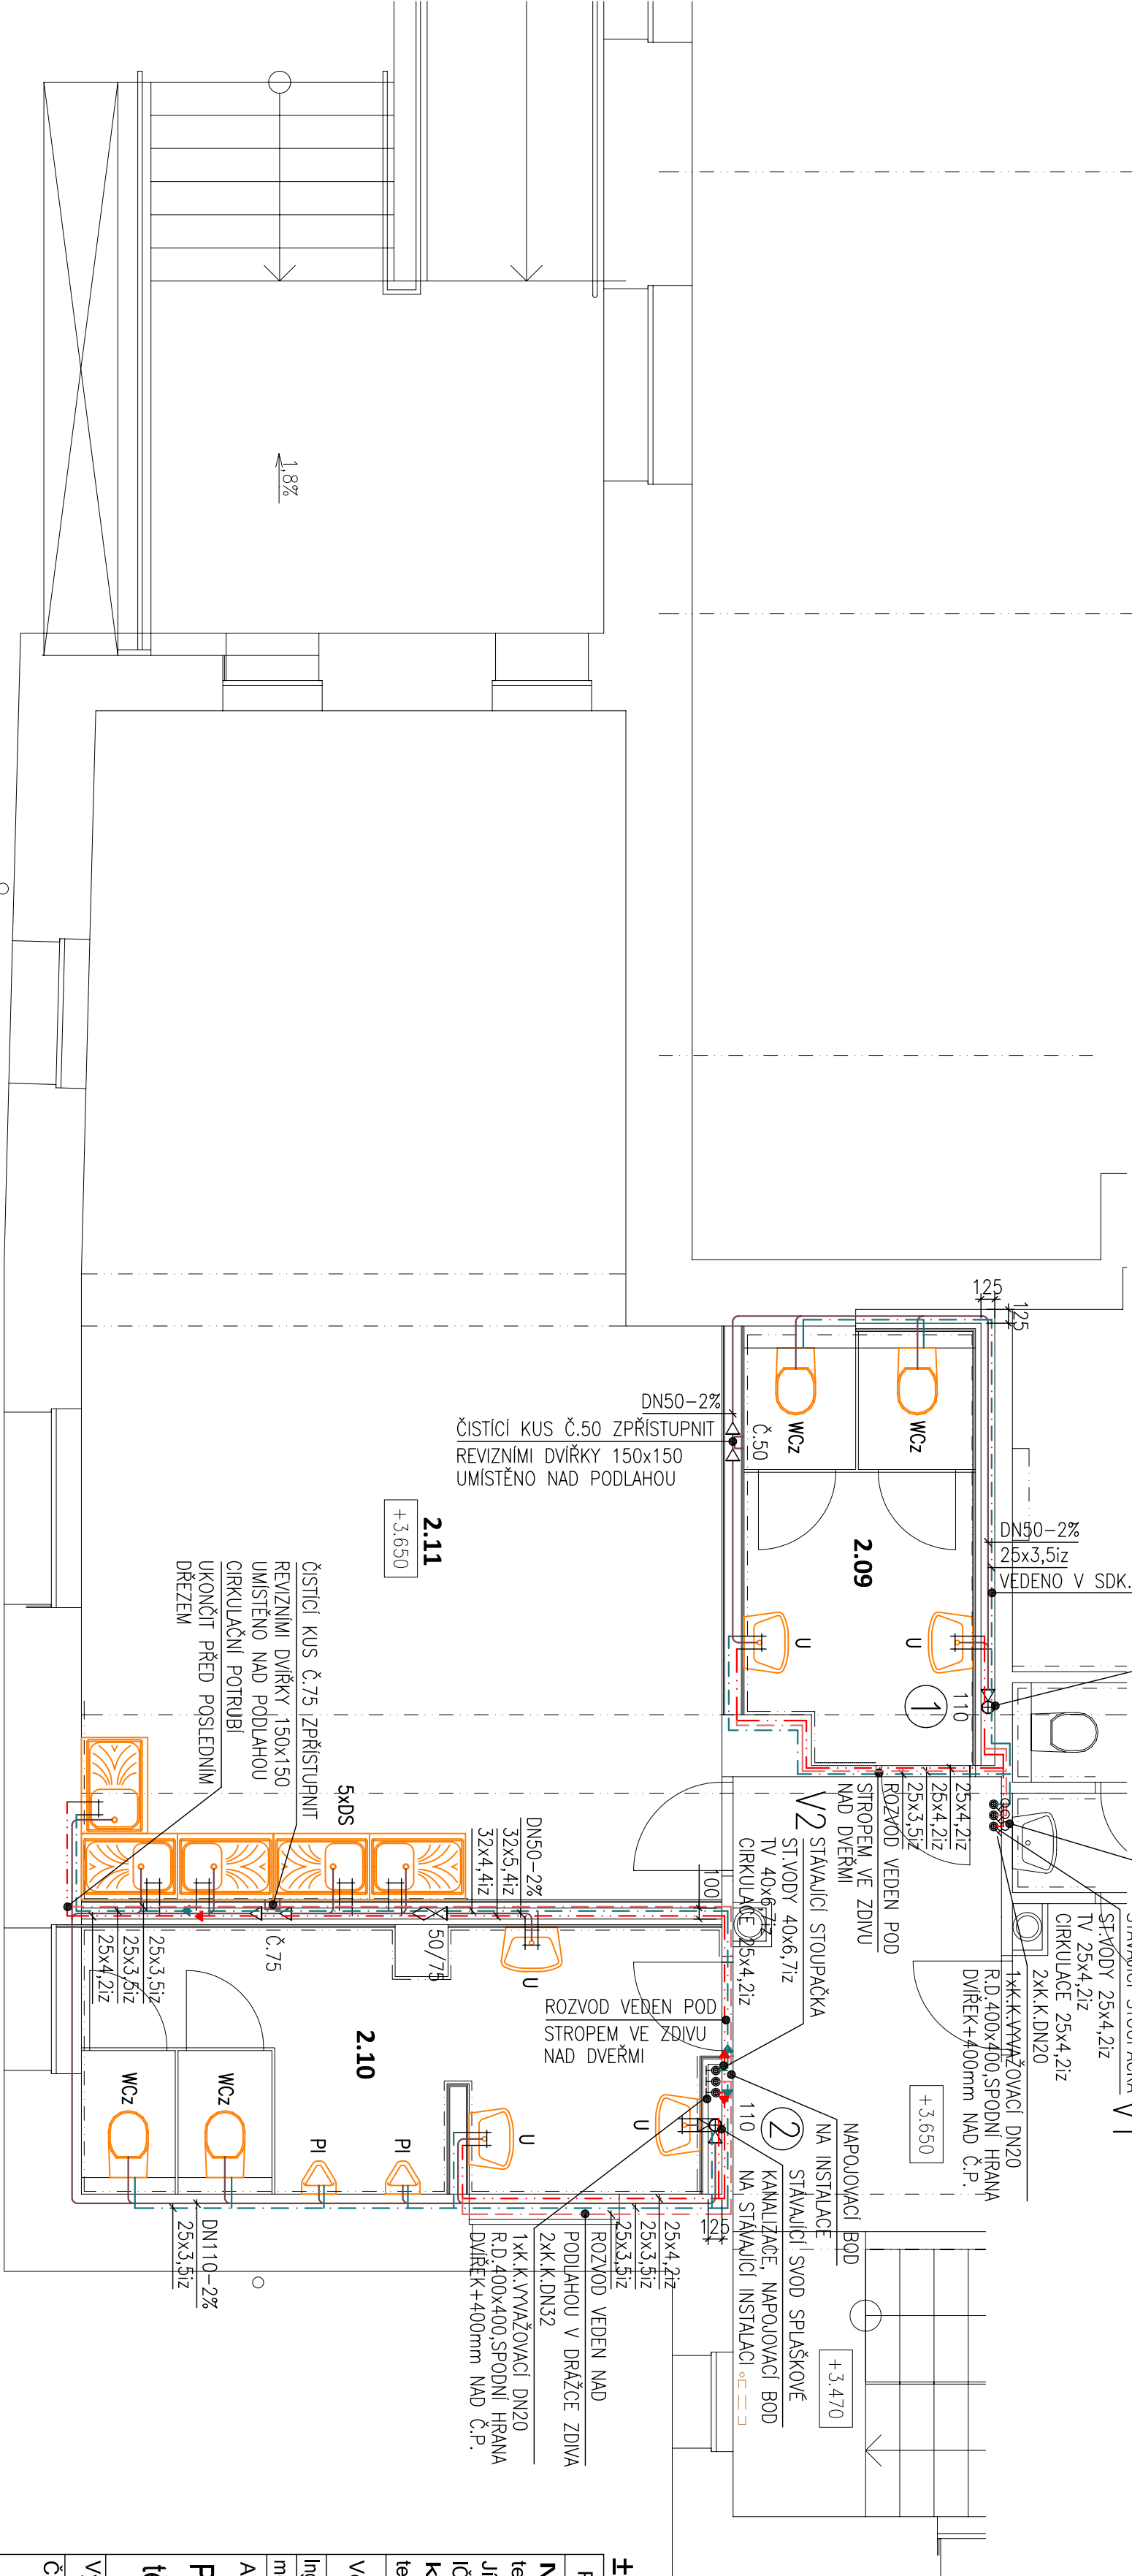 1,8%
125
125
DN50-2%
ČISTÍCÍ KUS Č.50 ZPŘÍSTUPNIT
REVIZNÍMI DVÍŘKY 150x150
UMÍSTĚNO NAD PODLAHOU
Č.50
WCz
WCz
2.09
U
U
1
110
DN50-2%
25x3,5iz
VEDENO V SDK.
2.11
+3.650
ČISTÍCÍ KUS Č.75 ZPŘÍSTUPNIT
REVIZNÍMI DVÍŘKY 150x150
UMÍSTĚNO NAD PODLAHOU
CIRKULAČNÍ POTRUBÍ
UKONČIT PŘED POSLEDNÍM
DŘEZEM
5xDS
25x4,2iz
25x4,2iz
25x3,5iz
ROZVOD VEDEN POD
STROPEM VE ZDIVU
NAD DVEŘMI
V2 STÁVAJÍCÍ STOUPAČKA
ST.VODY 40x6,7iz
TV 40x6,7iz
CIRKULACE 25x4,2iz
DN50-2%
32x5,4iz
32x4,4iz
100
STÁVAJÍCÍ STOUPAČKA V1
ST.VODY 25x4,2iz
TV 25x4,2iz
CIRKULACE 25x4,2iz
2xK.K.DN20
1xK.K.VYVAŽOVACÍ DN20
R.D.400x400,SPODNÍ HRANA
DVÍŘEK+400mm NAD Č.P.
+3.650
50/75
Č.75
25x3,5iz
25x3,5iz
25x4,2iz
U
ROZVOD VEDEN POD
STROPEM VE ZDIVU
NAD DVEŘMI
2.10
WCz
WCz
PI
PI
U
U
110
2
NAPOJOVACÍ BOD
NA INSTALACE
STÁVAJÍCÍ SVOD SPLAŠKOVÉ
KANALIZACE, NAPOJOVACÍ BOD
NA STÁVAJÍCÍ INSTALACI
+3.470
125
25x4,2iz
25x3,5iz
25x3,5iz
ROZVOD VEDEN NAD
PODLAHOU V DRÁŽCE ZDIVA
2xK.K.DN32
1xK.K.VYVAŽOVACÍ DN20
R.D.400x400,SPODNÍ HRANA
DVÍŘEK+400mm NAD Č.P.
DN110-2%
25x3,5iz